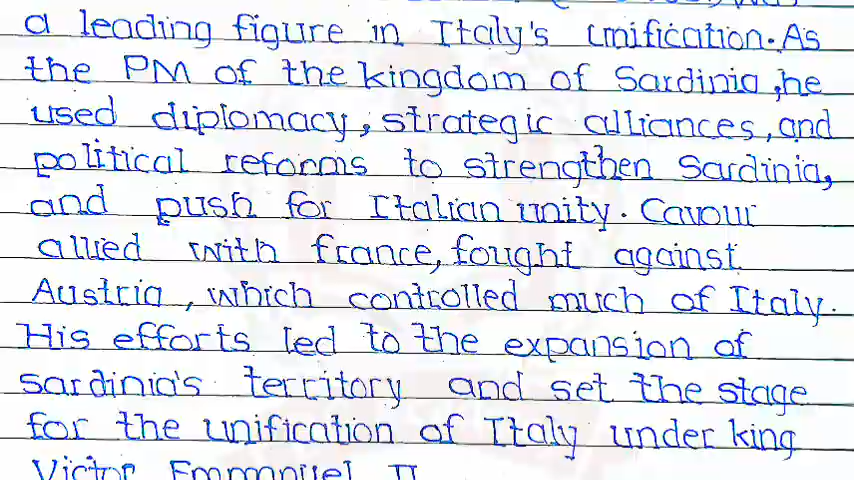 a leading figure in Italy's unification. As
the PM of the kingdom of Sardinia, he
used diplomacy, strategic alliances, and
political reforms to strengthen Sardinia,
and push for Italian unity. Cavour
allied with france, fought against
Austria, which controlled much of Italy.
His efforts led to the expansion of
sardinia's territory and set the stage
for the unification of Italy under king
Victor Emmanuel II